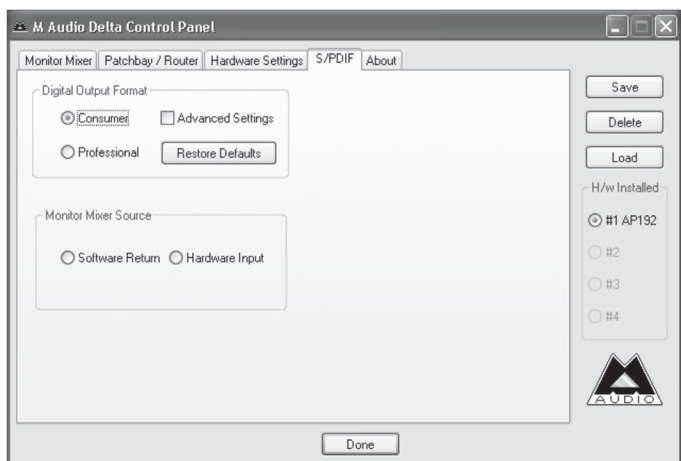 M Audio Delta Control Panel
Monitor Mixer
Patchbay / Router
Hardware Settings
S/PDIF
About
Digital Output Format
Consumer
Advanced Settings
Professional
Restore Defaults
Monitor Mixer Source
Software Return
Hardware Input
Save
Delete
Load
H/w Installed
#1 AP192
#2
#3
#4
AUDIO
Done